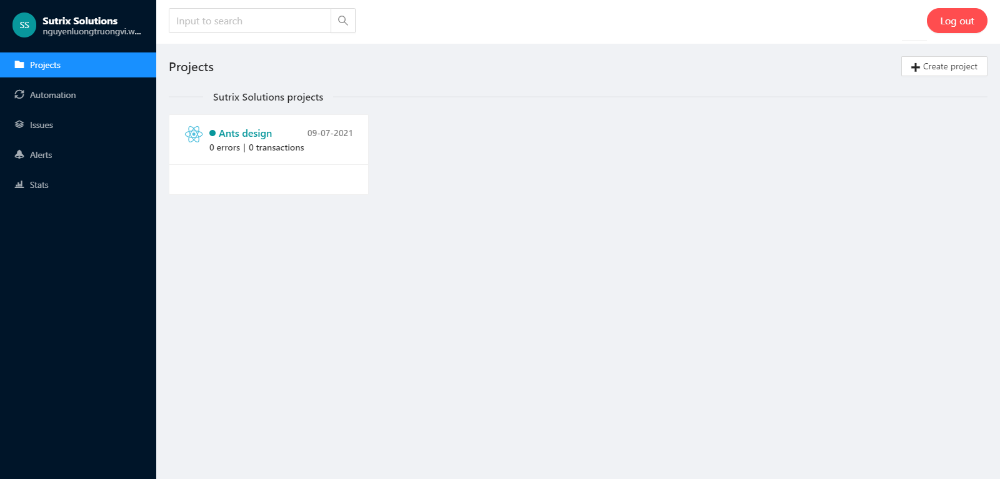 SS
Sutrix Solutions
nguyenluongtruongvi.w...
Projects
Automation
Issues
Alerts
Stats
Input to search
Log out
Projects
Create project
Sutrix Solutions projects
Ants design 09-07-2021
0 errors | 0 transactions